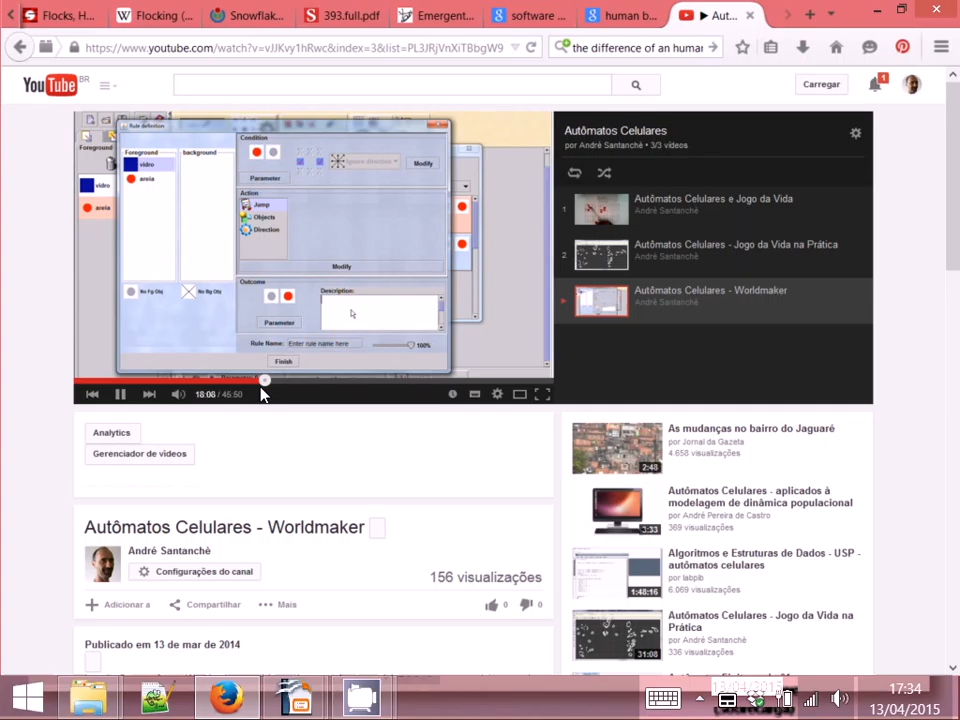 Flocks, H...
Flocking (...
Snowflak...
393.full.pdf
Emergent...
software ...
human b...
▶ Aut...
https://www.youtube.com/watch?v=vJJKvy1hRwc&index=3&list=PL3JRjVnXiTBbgW9
the difference of an human
YouTube BR
Carregar
1
Rule definition
Foreground
background
vidro
areia
No Fg Obj
No Bg Obj
Condition
Ignore direction
Modify
Parameter
Action
Jump
Objects
Direction
Modify
Outcome
Description:
Parameter
Rule Name:
Enter rule name here
100%
Finish
Foreground
vidro
areia
18:08 / 45:50
Autômatos Celulares
por André Santanchè • 3/3 vídeos
1
Autômatos Celulares e Jogo da Vida
André Santanchè
2
Autômatos Celulares - Jogo da Vida na Prática
André Santanchè
Autômatos Celulares - Worldmaker
André Santanchè
Analytics
Gerenciador de vídeos
Autômatos Celulares - Worldmaker
André Santanchè
Configurações do canal
156 visualizações
Adicionar a
Compartilhar
••• Mais
0
0
Publicado em 13 de mar de 2014
As mudanças no bairro do Jaguaré
por Jornal da Gazeta
4 658 visualizações
2:48
Autômatos Celulares - aplicados à
modelagem de dinâmica populacional
por André Pereira de Castro
369 visualizações
3:33
Algoritmos e Estruturas de Dados - USP -
autômatos celulares
por labpib
6.069 visualizações
1:48:16
Autômatos Celulares - Jogo da Vida na
Prática
por André Santanchè
336 visualizações
31:08
17:34
13/04/2015